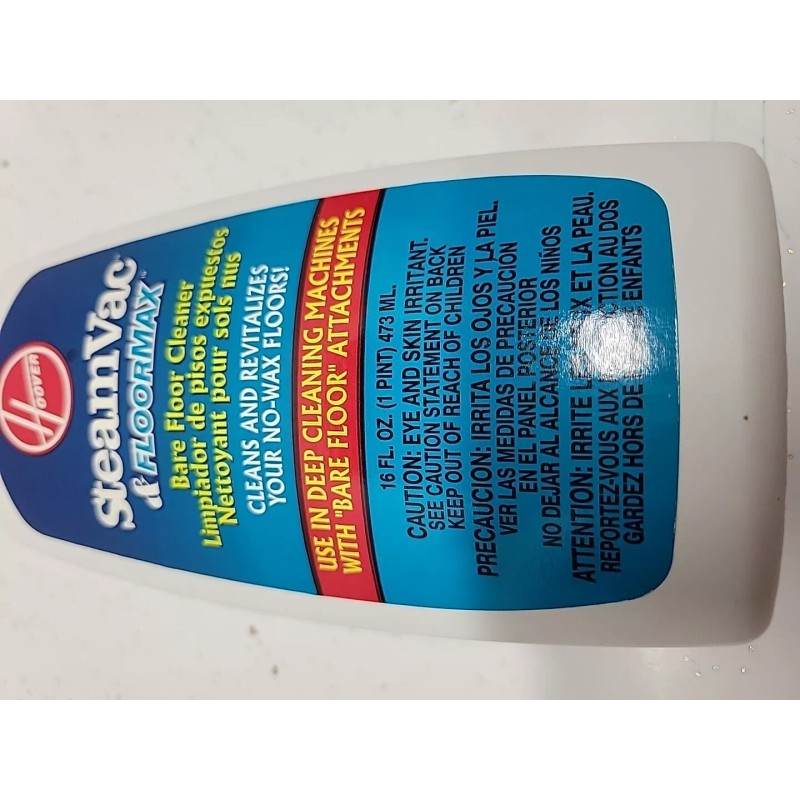 HOOVER
SteamVac
& FLOORMAX™
Bare Floor Cleaner
Limpiador de pisos expuestos
Nettoyant pour sols nus
CLEANS AND REVITALIZES
YOUR NO-WAX FLOORS!
USE IN DEEP CLEANING MACHINES
WITH "BARE FLOOR" ATTACHMENTS
16 FL. OZ. (1 PINT) 473 ML.
CAUTION: EYE AND SKIN IRRITANT.
SEE CAUTION STATEMENT ON BACK
KEEP OUT OF REACH OF CHILDREN
PRECAUCION: IRRITA LOS OJOS Y LA PIEL.
VER LAS MEDIDAS DE PRECAUCIÓN
EN EL PANEL POSTERIOR
NO DEJAR AL ALCANCE DE LOS NIÑOS
ATTENTION: IRRITE ET LA PEAU.
REPORTEZ-VOUS AUX AU DOS
GARDEZ HORS DE ENFANTS